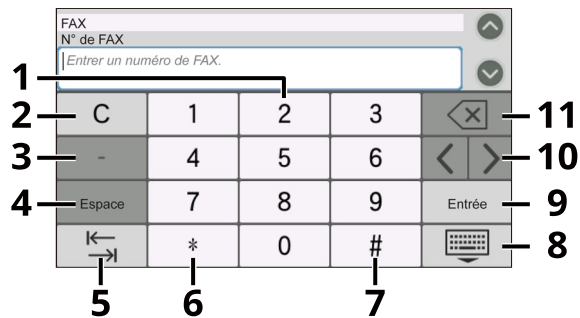 FAX
N° de FAX
Entrer un numéro de FAX.
1
2 C 1 2 3 11
3 - 4 5 6 10
4 Espace 7 8 9 Entrée 9
* 0 # 8
5 6 7